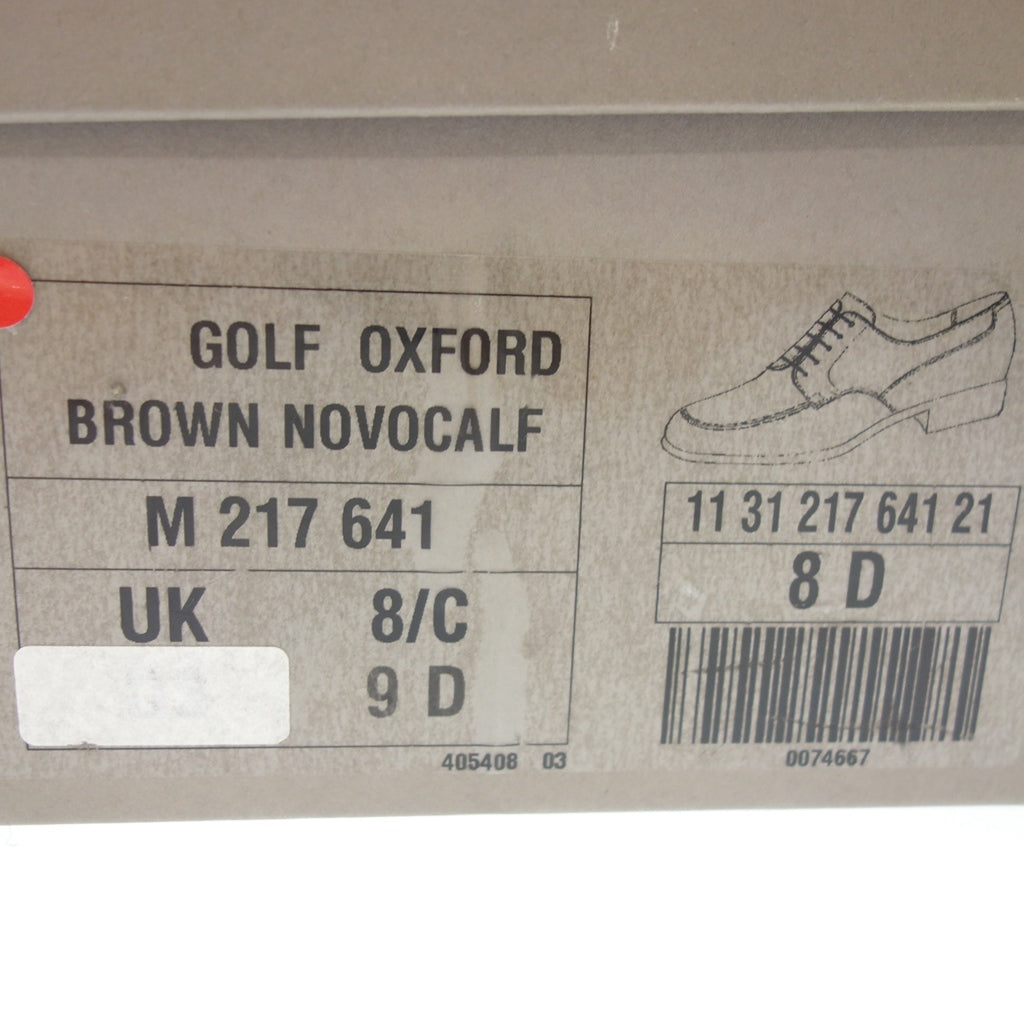 GOLF OXFORD
BROWN NOVOCALF
M 217 641
UK 8/C
9 D
405408 03
11 31 217 641 21
8 D
0074667